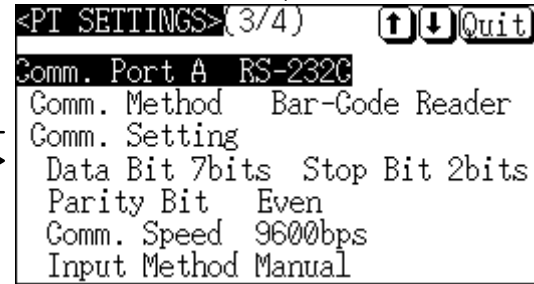 <PT SETTINGS>(3/4) ↑ ↓ Quit
Comm. Port A RS-232C
Comm. Method Bar-Code Reader
Comm. Setting
Data Bit 7bits Stop Bit 2bits
Parity Bit Even
Comm. Speed 9600bps
Input Method Manual